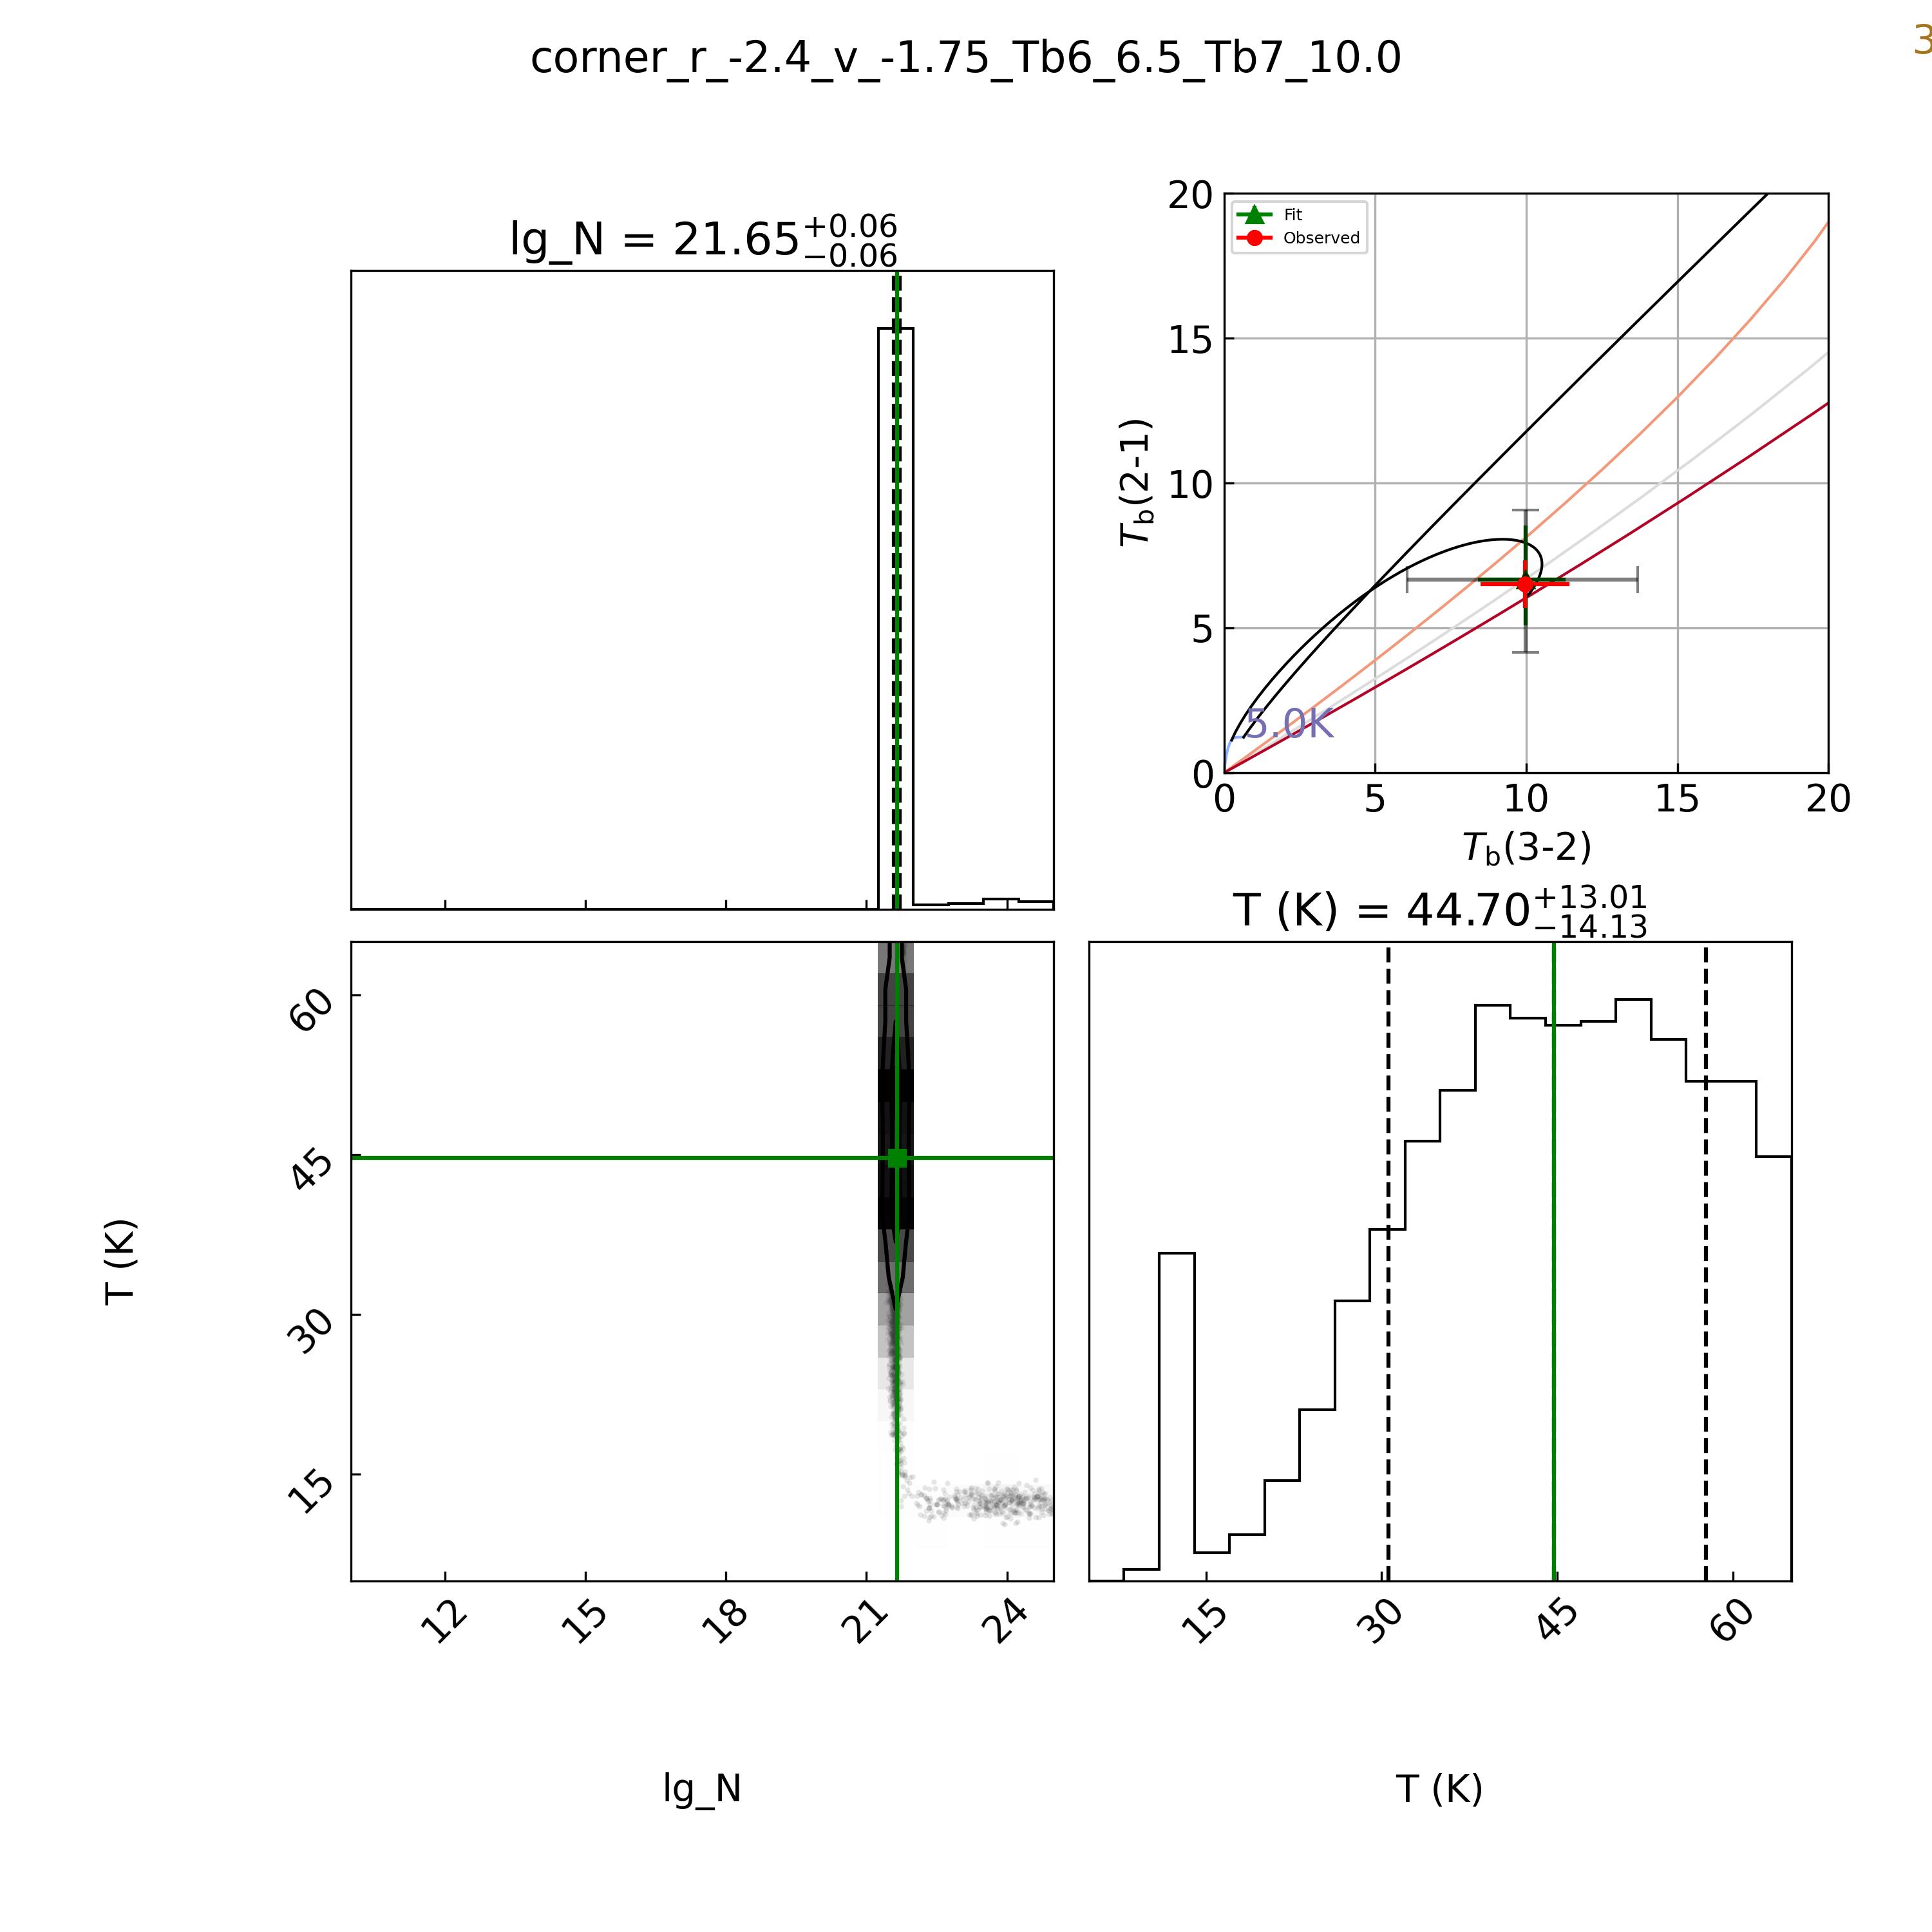 corner_r_-2.4_v_-1.75_Tb6_6.5_Tb7_10.0
3
lg_N = 21.65+0.06−0.06
Fit
Observed
20
15
10
5
0
Tb(2-1)
5.0K
0 5 10 15 20
Tb(3-2)
T (K) = 44.70+13.01−14.13
60
45
30
15
T (K)
12 15 18 21 24
lg_N
15 30 45 60
T (K)